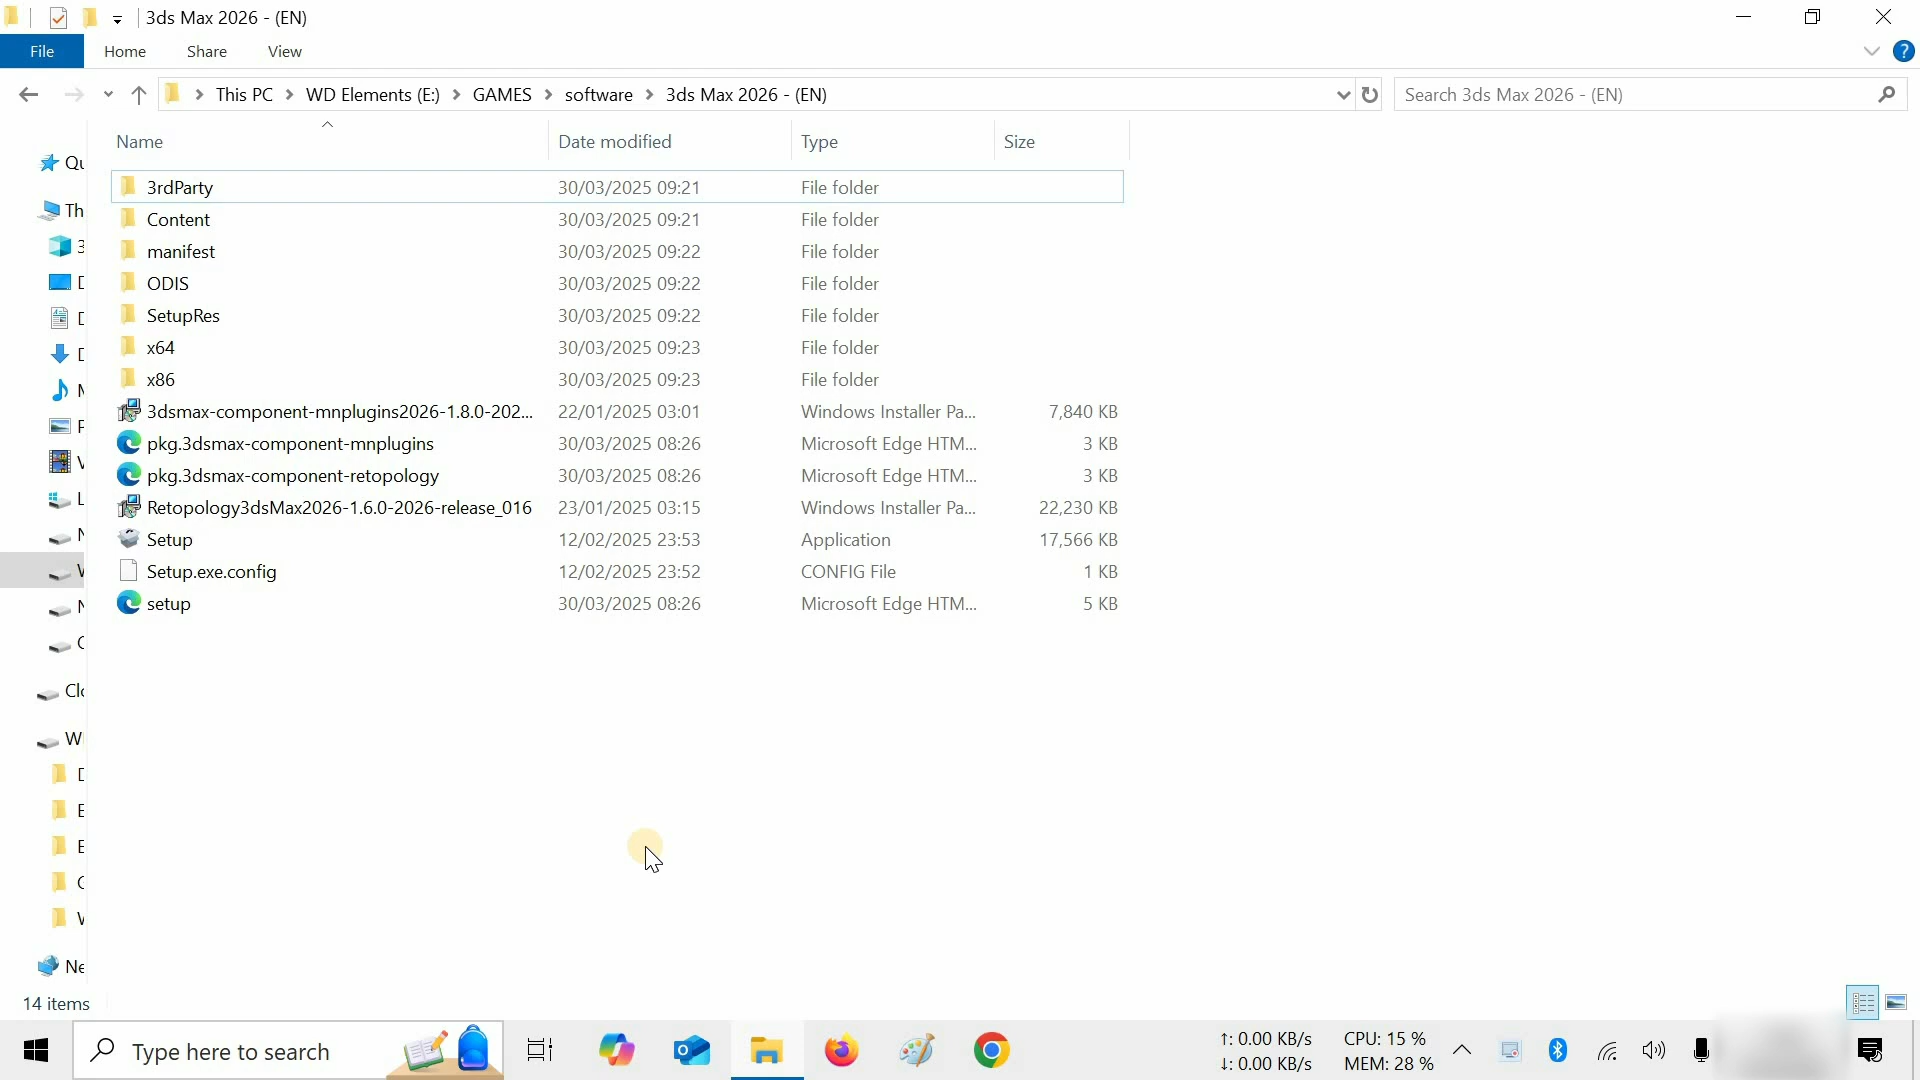 3ds Max 2026 - (EN)
File Home Share View
This PC WD Elements (E:) GAMES software 3ds Max 2026 - (EN)
Search 3ds Max 2026 - (EN)
Name Date modified Type Size
3rdParty 30/03/2025 09:21 File folder
Content 30/03/2025 09:21 File folder
manifest 30/03/2025 09:22 File folder
ODIS 30/03/2025 09:22 File folder
SetupRes 30/03/2025 09:22 File folder
x64 30/03/2025 09:23 File folder
x86 30/03/2025 09:23 File folder
3dsmax-component-mnplugins2026-1.8.0-202... 22/01/2025 03:01 Windows Installer Pa... 7,840 KB
pkg.3dsmax-component-mnplugins 30/03/2025 08:26 Microsoft Edge HTM... 3 KB
pkg.3dsmax-component-retopology 30/03/2025 08:26 Microsoft Edge HTM... 3 KB
Retopology3dsMax2026-1.6.0-2026-release_016 23/01/2025 03:15 Windows Installer Pa... 22,230 KB
Setup 12/02/2025 23:53 Application 17,566 KB
Setup.exe.config 12/02/2025 23:52 CONFIG File 1 KB
setup 30/03/2025 08:26 Microsoft Edge HTM... 5 KB
14 items
Type here to search
↑: 0.00 KB/s CPU: 15 %
↓: 0.00 KB/s MEM: 28 %